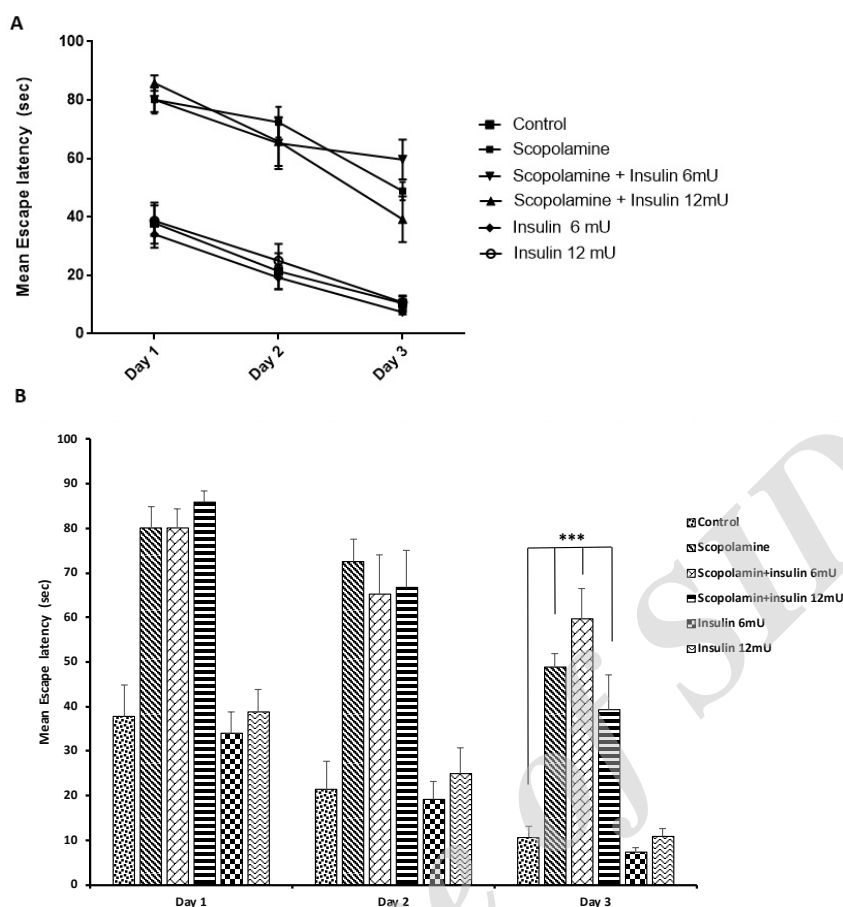 A
100
80
60
40
20
0
Mean Escape latency (sec)
Day 1
Day 2
Day 3
Control
Scopolamine
Scopolamine + Insulin 6mU
Scopolamine + Insulin 12mU
Insulin 6 mU
Insulin 12 mU
B
100
90
80
70
60
50
40
30
20
10
0
Mean Escape latency (sec)
***
Day 1
Day 2
Day 3
Control
Scopolamine
Scopolamin+insulin 6mU
Scopolamin+insulin 12mU
Insulin 6mU
Insulin 12mU
of SID